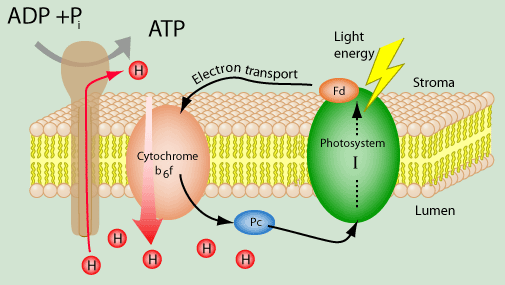 ADP +Pi
ATP
Light
energy
H
Electron transport
Fd
Stroma
Cytochrome
b6f
Photosystem
I
Pc
Lumen
H
H
H
H
H